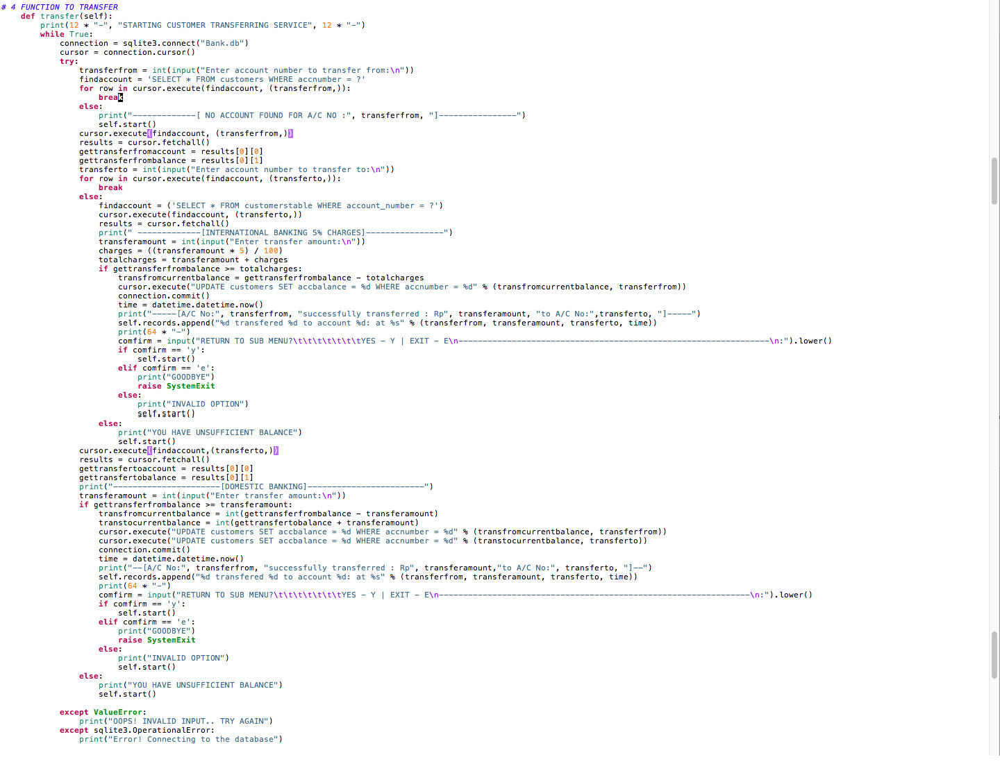 # 4 FUNCTION TO TRANSFER
    def transfer(self):
        print(12 * "-", "STARTING CUSTOMER TRANSFERRING SERVICE", 12 * "-")
        while True:
            connection = sqlite3.connect("Bank.db")
            cursor = connection.cursor()
            try:
                transferfrom = int(input("Enter account number to transfer from:\n"))
                findaccount = 'SELECT * FROM customers WHERE accnumber = ?'
                for row in cursor.execute(findaccount, (transferfrom,)):
                    break
                else:
                    print("-------------[ NO ACCOUNT FOUND FOR A/C NO :", transferfrom, "]----------------")
                    self.start()
                cursor.execute(findaccount, (transferfrom,))
                results = cursor.fetchall()
                gettransferfromaccount = results[0][0]
                gettransferfrombalance = results[0][1]
                transferto = int(input("Enter account number to transfer to:\n"))
                for row in cursor.execute(findaccount, (transferto,)):
                    break
                else:
                    findaccount = ('SELECT * FROM customerstable WHERE account_number = ?')
                    cursor.execute(findaccount, (transferto,))
                    results = cursor.fetchall()
                    print(" -------------[INTERNATIONAL BANKING 5% CHARGES]----------------")
                    transferamount = int(input("Enter transfer amount:\n"))
                    charges = ((transferamount * 5) / 100)
                    totalcharges = transferamount + charges
                    if gettransferfrombalance >= totalcharges:
                        transfromcurrentbalance = gettransferfrombalance - totalcharges
                        cursor.execute("UPDATE customers SET accbalance = %d WHERE accnumber = %d" % (transfromcurrentbalance, transferfrom))
                        connection.commit()
                        time = datetime.datetime.now()
                        print("-----[A/C No:", transferfrom, "successfully transferred : Rp", transferamount, "to A/C No:",transferto, "]-----")
                        self.records.append("%d transfered %d to account %d: at %s" % (transferfrom, transferamount, transferto, time))
                        print(64 * "-")
                        comfirm = input("RETURN TO SUB MENU?\t\t\t\t\t\t\tYES - Y | EXIT - E\n----------------------------------------------------------------\n:").lower()
                        if comfirm == 'y':
                            self.start()
                        elif comfirm == 'e':
                            print("GOODBYE")
                            raise SystemExit
                        else:
                            print("INVALID OPTION")
                            self.start()
                    else:
                        print("YOU HAVE UNSUFFICIENT BALANCE")
                        self.start()
                cursor.execute(findaccount,(transferto,))
                results = cursor.fetchall()
                gettransfertoaccount = results[0][0]
                gettransfertobalance = results[0][1]
                print("----------------------[DOMESTIC BANKING]------------------------")
                transferamount = int(input("Enter transfer amount:\n"))
                if gettransferfrombalance >= transferamount:
                    transfromcurrentbalance = int(gettransferfrombalance - transferamount)
                    transtocurrentbalance = int(gettransfertobalance + transferamount)
                    cursor.execute("UPDATE customers SET accbalance = %d WHERE accnumber = %d" % (transfromcurrentbalance, transferfrom))
                    cursor.execute("UPDATE customers SET accbalance = %d WHERE accnumber = %d" % (transtocurrentbalance, transferto))
                    connection.commit()
                    time = datetime.datetime.now()
                    print("--[A/C No:", transferfrom, "successfully transferred : Rp", transferamount,"to A/C No:", transferto, "]--")
                    self.records.append("%d transfered %d to account %d: at %s" % (transferfrom, transferamount, transferto, time))
                    print(64 * "-")
                    comfirm = input("RETURN TO SUB MENU?\t\t\t\t\t\t\tYES - Y | EXIT - E\n----------------------------------------------------------------\n:").lower()
                    if comfirm == 'y':
                        self.start()
                    elif comfirm == 'e':
                        print("GOODBYE")
                        raise SystemExit
                    else:
                        print("INVALID OPTION")
                        self.start()
                else:
                    print("YOU HAVE UNSUFFICIENT BALANCE")
                    self.start()

            except ValueError:
                print("OOPS! INVALID INPUT.. TRY AGAIN")
            except sqlite3.OperationalError:
                print("Error! Connecting to the database")